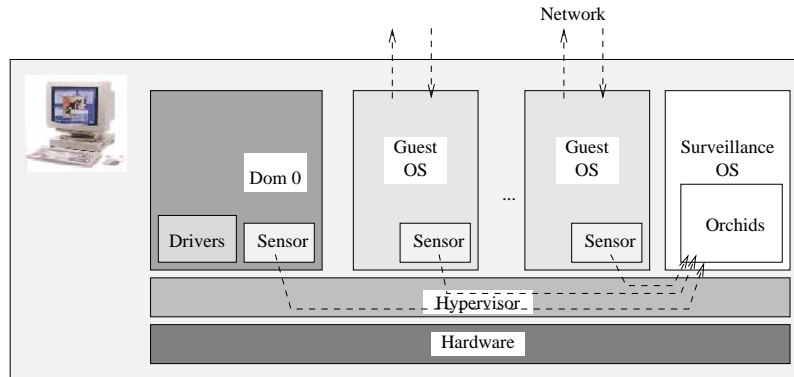 Network
Guest
OS
Guest
OS
Surveillance
OS
Dom 0
...
Orchids
Drivers
Sensor
Sensor
Sensor
Hypervisor
Hardware